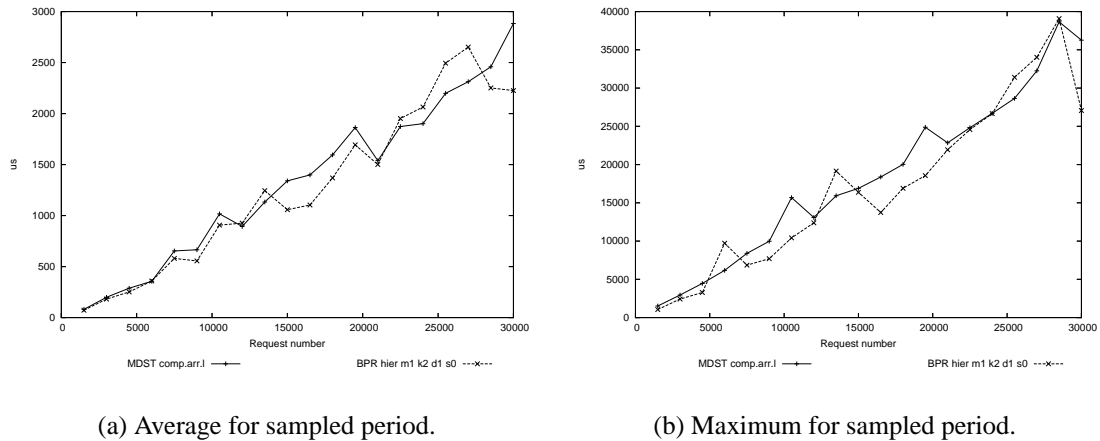 3000
2500
2000
1500
1000
500
0
us
0 5000 10000 15000 20000 25000 30000
Request number
MDST comp.arr.l
BPR hier m1 k2 d1 s0
(a) Average for sampled period.
40000
35000
30000
25000
20000
15000
10000
5000
0
us
0 5000 10000 15000 20000 25000 30000
Request number
MDST comp.arr.l
BPR hier m1 k2 d1 s0
(b) Maximum for sampled period.